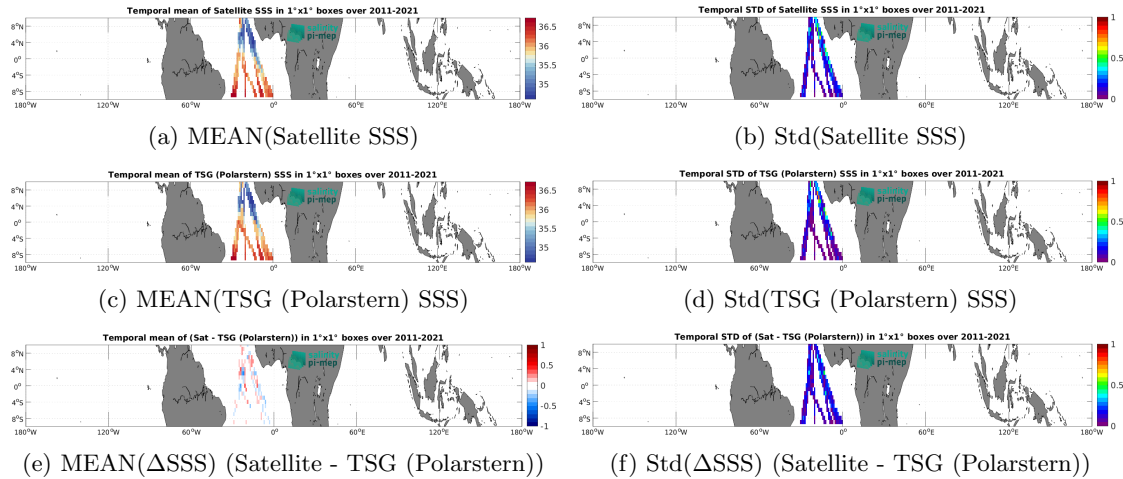 Temporal mean of Satellite SSS in 1°x1° boxes over 2011-2021
8°N
4°N
0°
4°S
8°S
180°W 120°W 60°W 0° 60°E 120°E 180°W
36.5
36
35.5
salinity
pi-mep
(a) MEAN(Satellite SSS)
Temporal STD of Satellite SSS in 1°x1° boxes over 2011-2021
8°N
4°N
0°
4°S
8°S
180°W 120°W 60°W 0° 60°E 120°E 180°W
1
0.5
0
salinity
pi-mep
(b) Std(Satellite SSS)
Temporal mean of TSG (Polarstern) SSS in 1°x1° boxes over 2011-2021
8°N
4°N
0°
4°S
8°S
180°W 120°W 60°W 0° 60°E 120°E 180°W
36.5
36
35.5
salinity
pi-mep
(c) MEAN(TSG (Polarstern) SSS)
Temporal STD of TSG (Polarstern) SSS in 1°x1° boxes over 2011-2021
8°N
4°N
0°
4°S
8°S
180°W 120°W 60°W 0° 60°E 120°E 180°W
1
0.5
0
salinity
pi-mep
(d) Std(TSG (Polarstern) SSS)
Temporal mean of (Sat - TSG (Polarstern)) in 1°x1° boxes over 2011-2021
8°N
4°N
0°
4°S
8°S
180°W 120°W 60°W 0° 60°E 120°E 180°W
1
0.5
0
-0.5
-1
salinity
pi-mep
(e) MEAN(ΔSSS) (Satellite - TSG (Polarstern))
Temporal STD of (Sat - TSG (Polarstern)) in 1°x1° boxes over 2011-2021
8°N
4°N
0°
4°S
8°S
180°W 120°W 60°W 0° 60°E 120°E 180°W
1
0.5
0
salinity
pi-mep
(f) Std(ΔSSS) (Satellite - TSG (Polarstern))